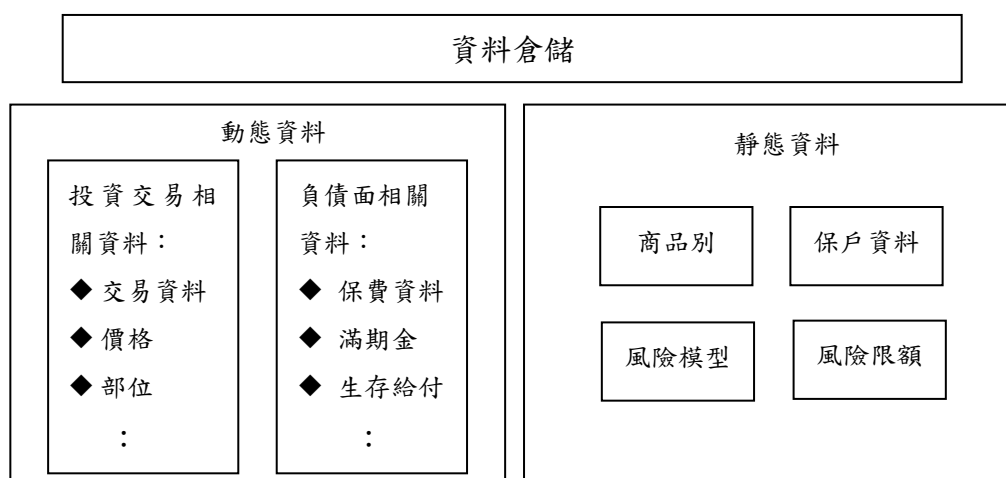 資料倉儲
動態資料
投資交易相
關資料：
◆ 交易資料
◆ 價格
◆ 部位
：
負債面相關
資料：
◆ 保費資料
◆ 滿期金
◆ 生存給付
：
靜態資料
商品別
保戶資料
風險模型
風險限額